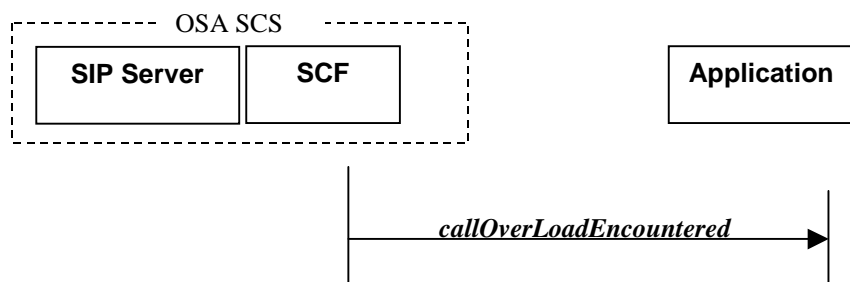 OSA SCS
SIP Server
SCF
Application
callOverLoadEncountered